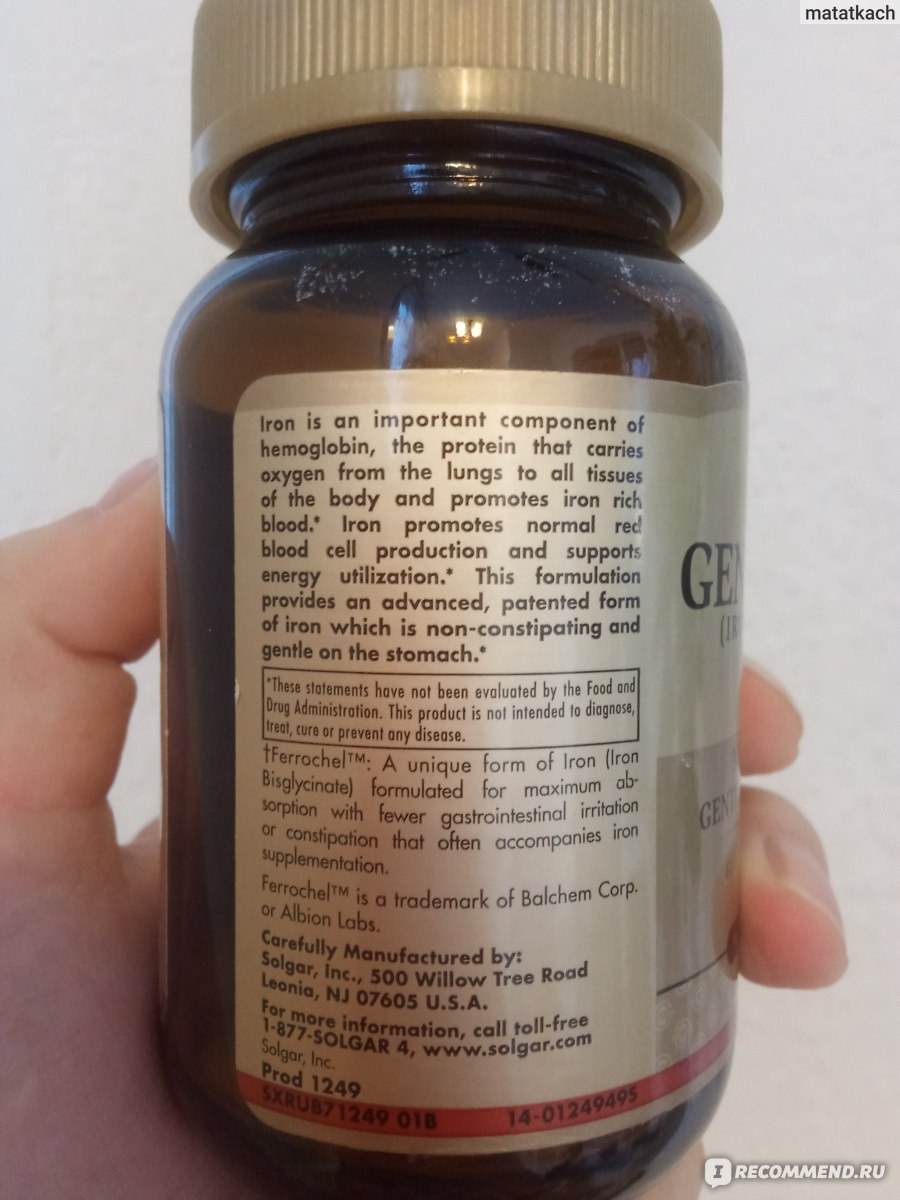 matatkach
Iron is an important component of
hemoglobin, the protein that carries
oxygen from the lungs to all tissues
of the body and promotes iron rich
blood.* Iron promotes normal red
blood cell production and supports
energy utilization.* This formulation
provides an advanced, patented form
of iron which is non-constipating and
gentle on the stomach.*
*These statements have not been evaluated by the Food and
Drug Administration. This product is not intended to diagnose,
treat, cure or prevent any disease.
†Ferrochel™: A unique form of Iron (Iron
Bisglycinate) formulated for maximum ab-
sorption with fewer gastrointestinal irritation
or constipation that often accompanies iron
supplementation.
Ferrochel™ is a trademark of Balchem Corp.
or Albion Labs.
Carefully Manufactured by:
Solgar, Inc., 500 Willow Tree Road
Leonia, NJ 07605 U.S.A.
For more information, call toll-free
1-877-SOLGAR 4, www.solgar.com
Solgar, Inc.
Prod 1249
SXRUB71249 01B 14-01249495
GEN
(IR
GENT
IRECOMMEND.RU